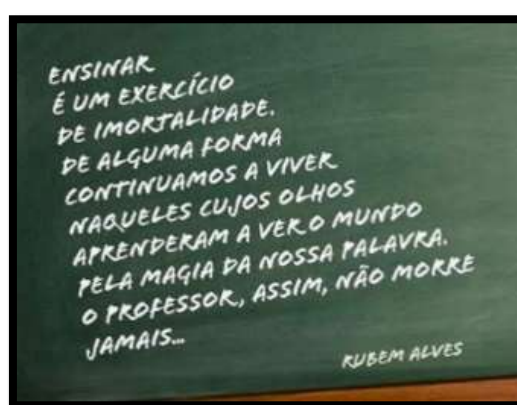 ENSINAR
É UM EXERCÍCIO
DE IMORTALIDADE.
DE ALGUMA FORMA
CONTINUAMOS A VIVER
NAQUELES CUJOS OLHOS
APRENDERAM A VER O MUNDO
PELA MAGIA DA NOSSA PALAVRA.
O PROFESSOR, ASSIM, NÃO MORRE
JAMAIS...
RUBEM ALVES